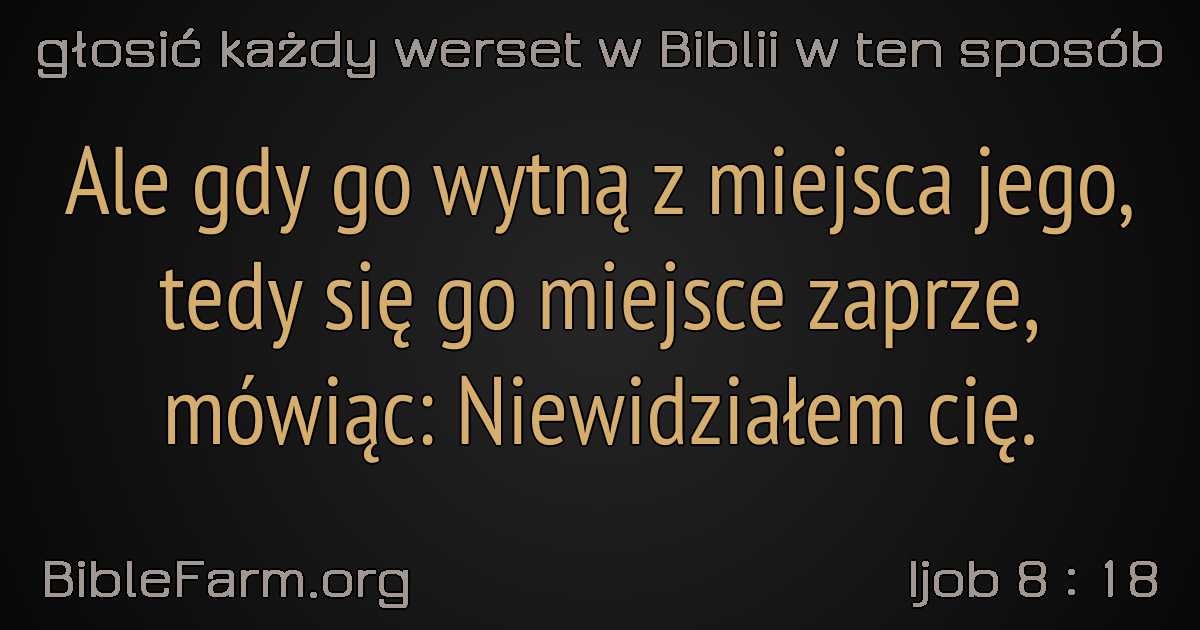 głosić każdy werset w Biblii w ten sposób
Ale gdy go wytną z miejsca jego,
tedy się go miejsce zaprze,
mówiąc: Niewidziałem cię.
BibleFarm.org
Ijob 8 : 18